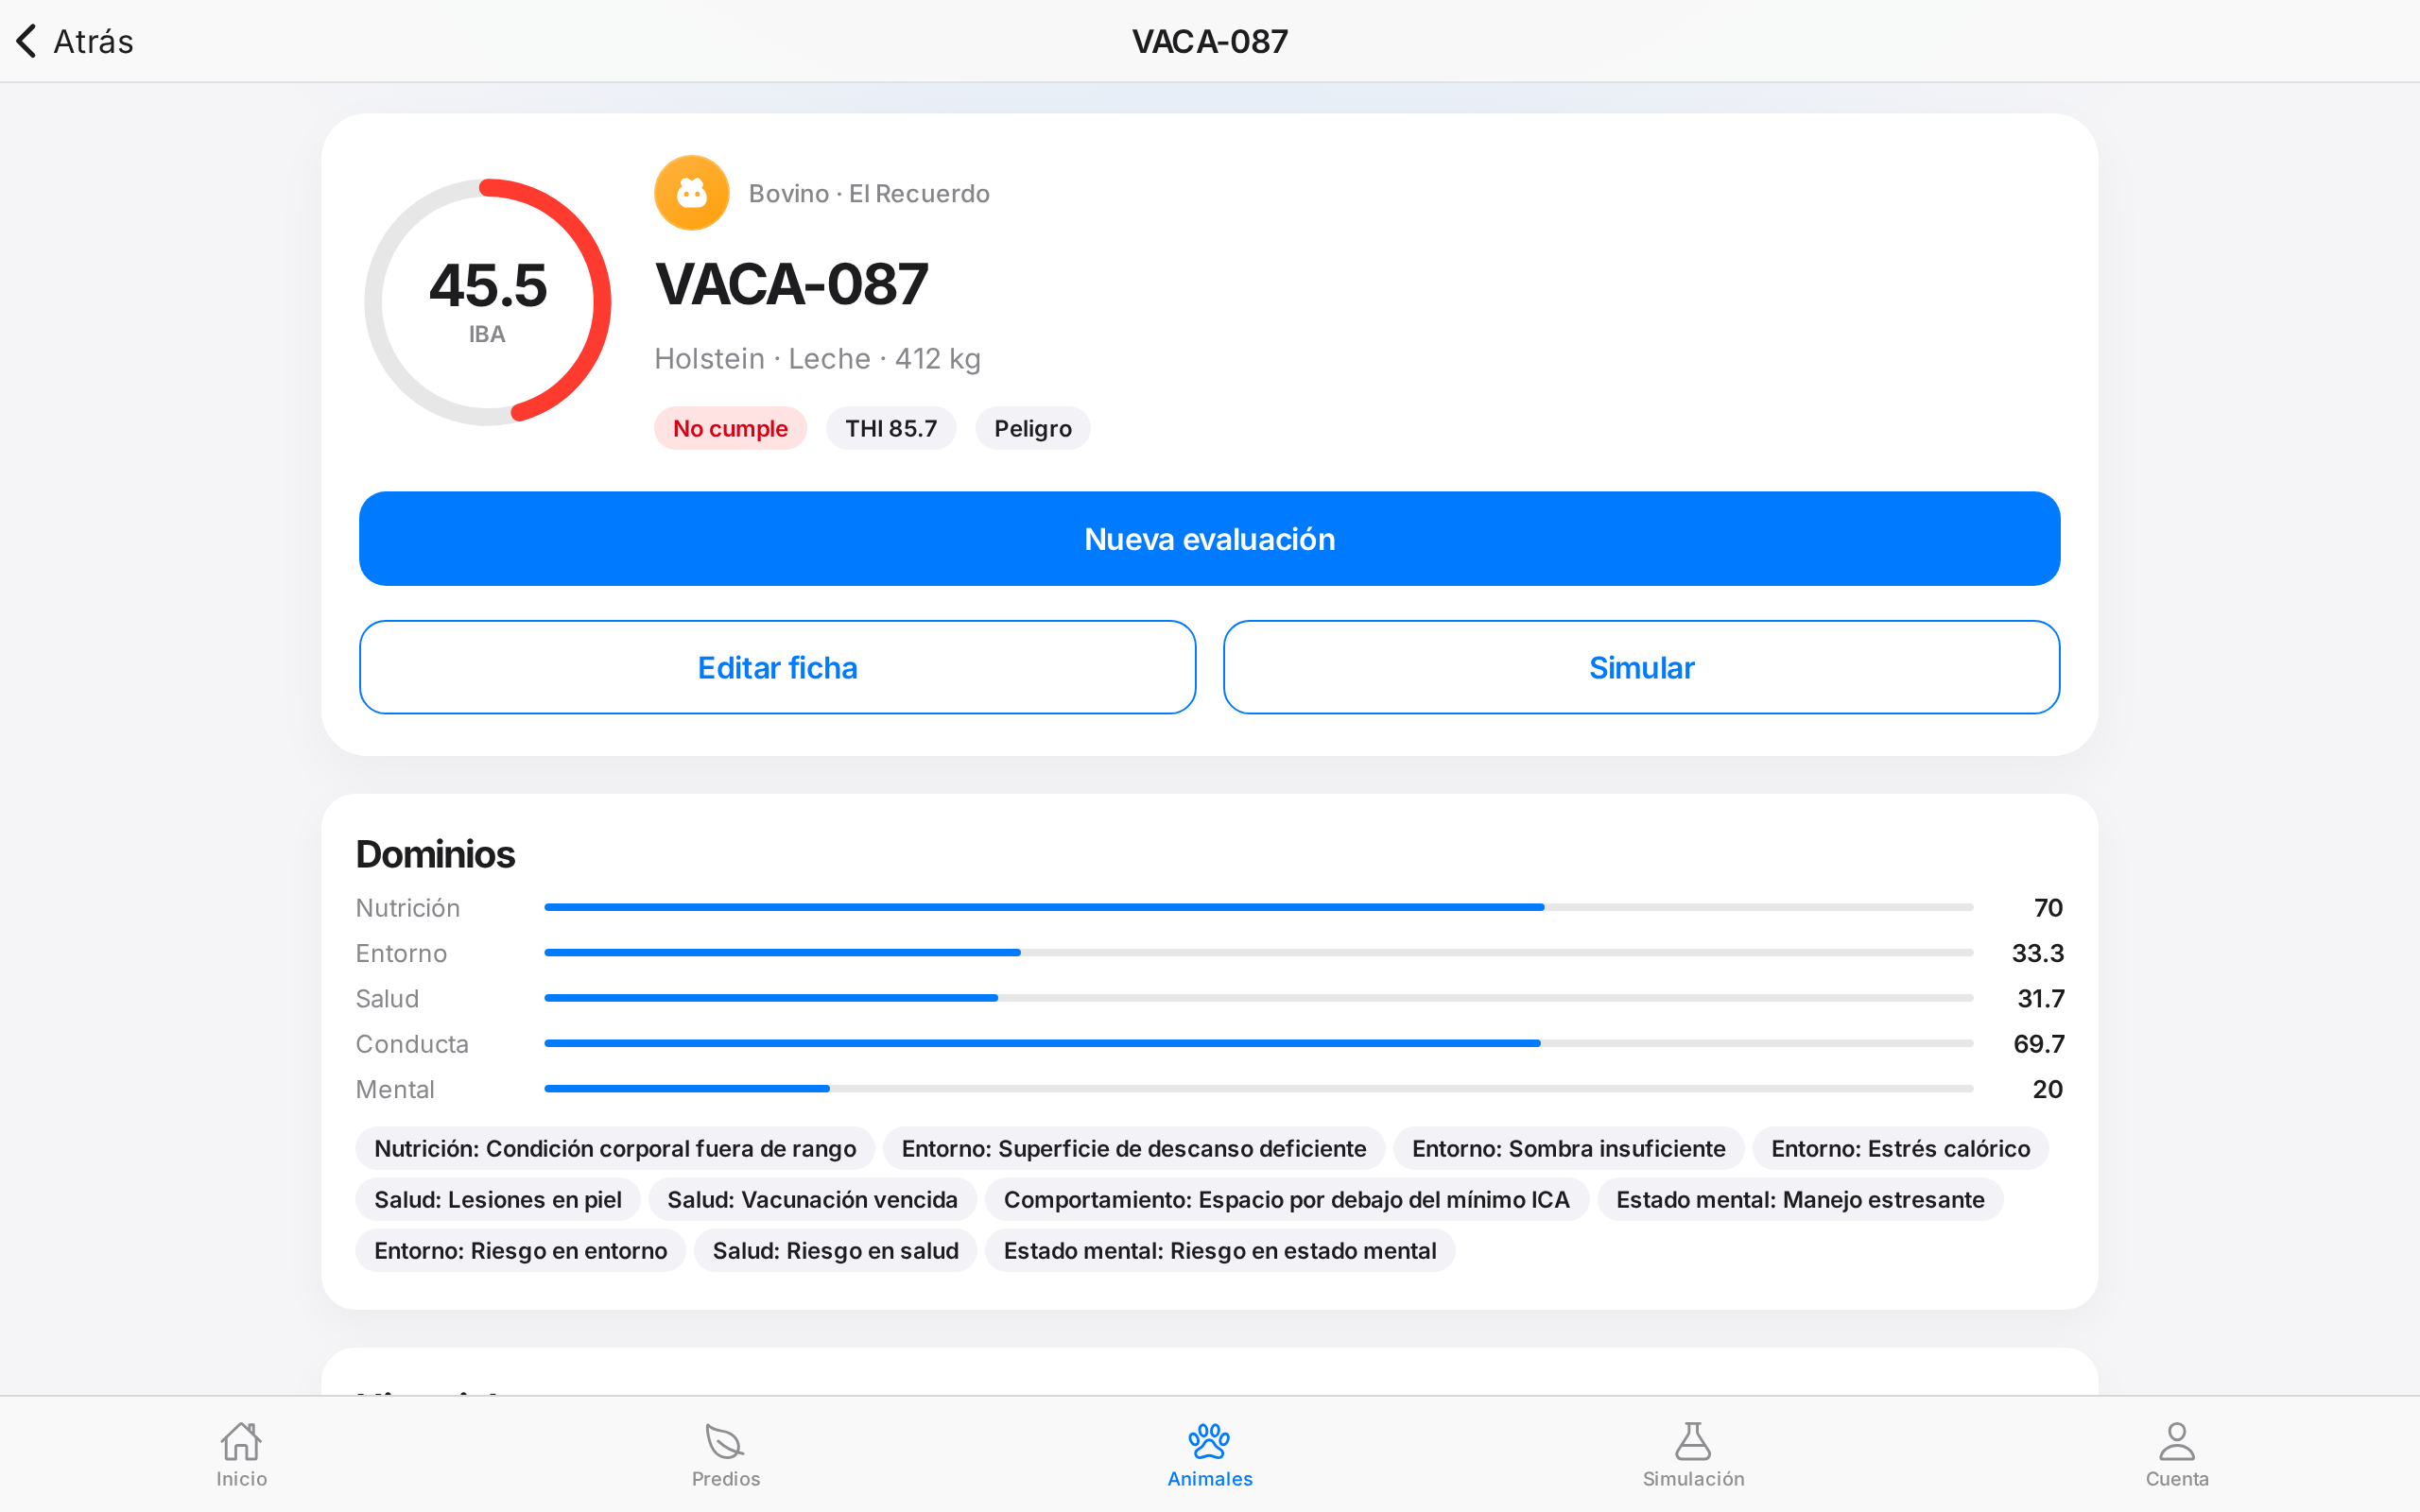 Atrás
VACA-087
45.5
IBA
Bovino · El Recuerdo
VACA-087
Holstein · Leche · 412 kg
No cumple
THI 85.7
Peligro
Nueva evaluación
Editar ficha
Simular
Dominios
Nutrición 70
Entorno 33.3
Salud 31.7
Conducta 69.7
Mental 20
Nutrición: Condición corporal fuera de rango
Entorno: Superficie de descanso deficiente
Entorno: Sombra insuficiente
Entorno: Estrés calórico
Salud: Lesiones en piel
Salud: Vacunación vencida
Comportamiento: Espacio por debajo del mínimo ICA
Estado mental: Manejo estresante
Entorno: Riesgo en entorno
Salud: Riesgo en salud
Estado mental: Riesgo en estado mental
Inicio
Predios
Animales
Simulación
Cuenta